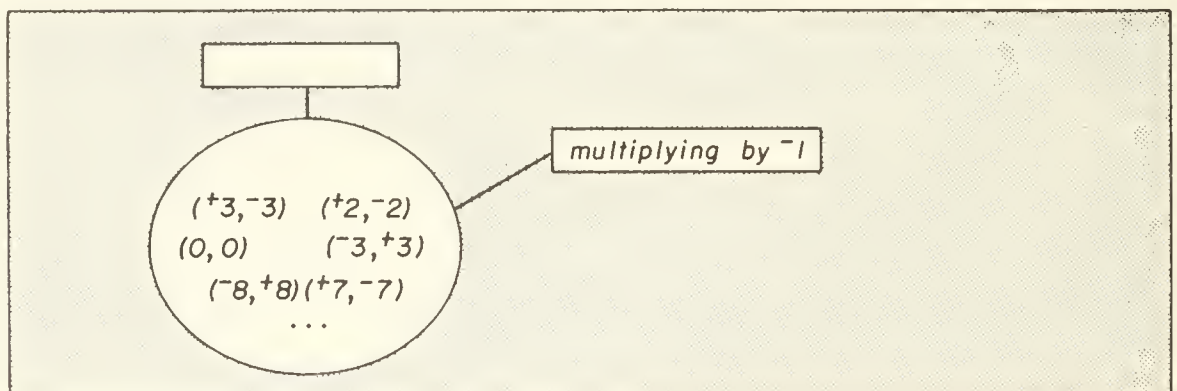 multiplying by ⁻1
(⁺3,⁻3) (⁺2,⁻2)
(0,0) (⁻3,⁺3)
(⁻8,⁺8)(⁺7,⁻7)
...